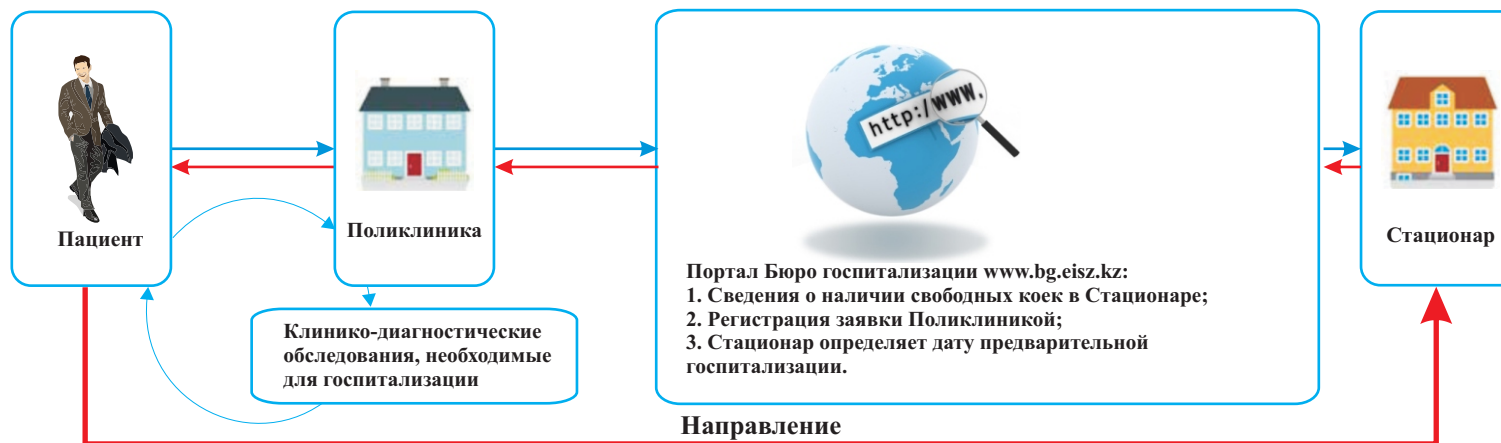 Пациент
Поликлиника
Клинико-диагностические
обследования, необходимые
для госпитализации
http:/www.
Портал Бюро госпитализации www.bg.eisz.kz:
1. Сведения о наличии свободных коек в Стационаре;
2. Регистрация заявки Поликлиникой;
3. Стационар определяет дату предварительной
госпитализации.
Стационар
Направление